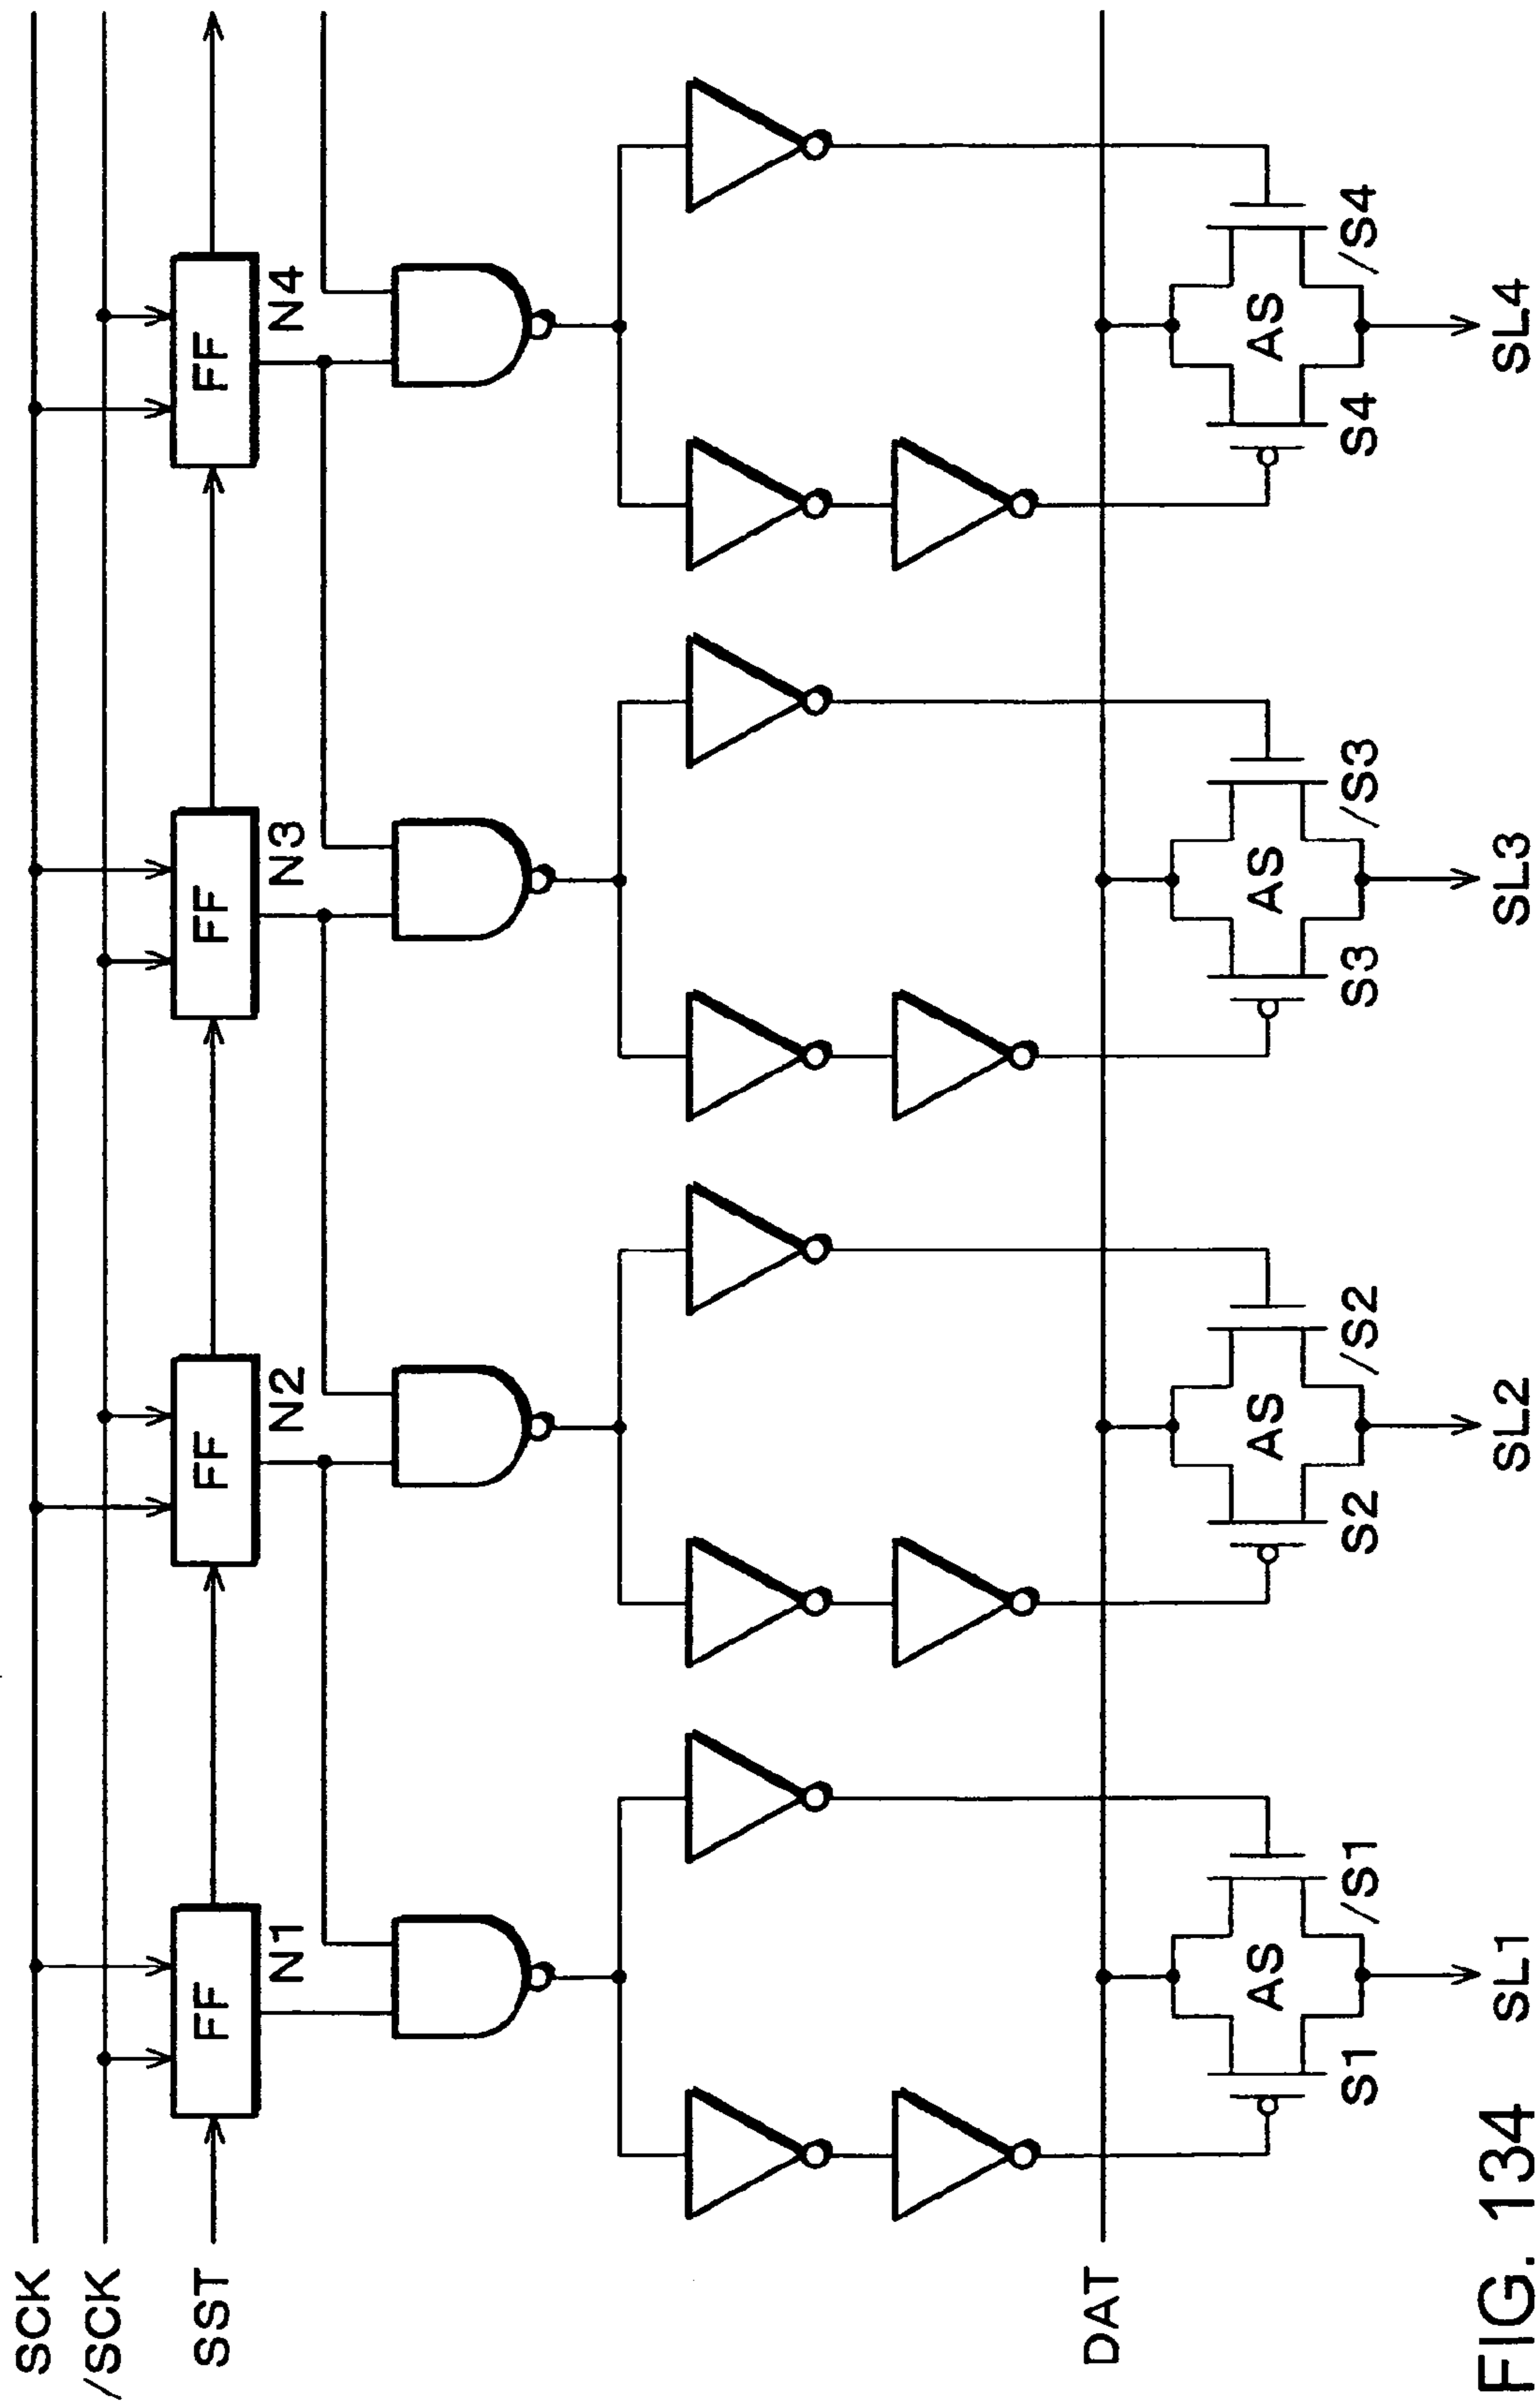 SCK
/SCK
SST
FF
FF
FF
FF
N1
N2
N3
N4
DAT
AS
AS
AS
AS
S1
/S1
S2
/S2
S3
/S3
S4
/S4
SL1
SL2
SL3
SL4
FIG. 134